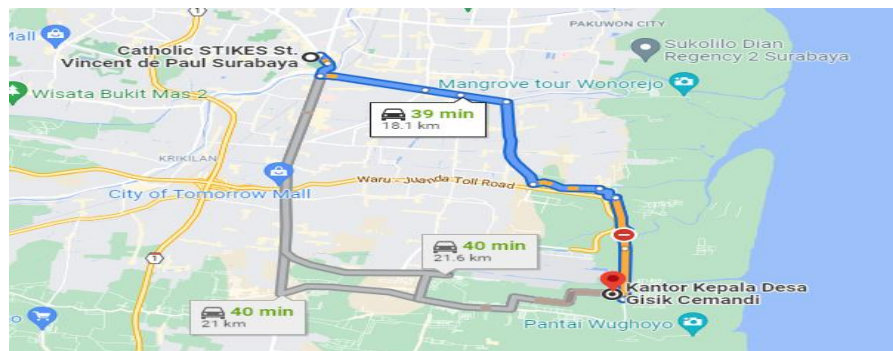 1
PAKUWON CITY
all
Catholic STIKES St.
Vincent de Paul Surabaya
Sukolilo Dian
Regency 2 Surabaya
Mangrove tour Wonorejo
Wisata Bukit Mas 2
39 min
18.1 km
KRIKILAN
Waru - Juanda Toll Road
City of Tomorrow Mall
40 min
21.6 km
1
Kantor Kepala Desa
Gisik Cemandi
40 min
21 km
o
Pantai Wughoyo